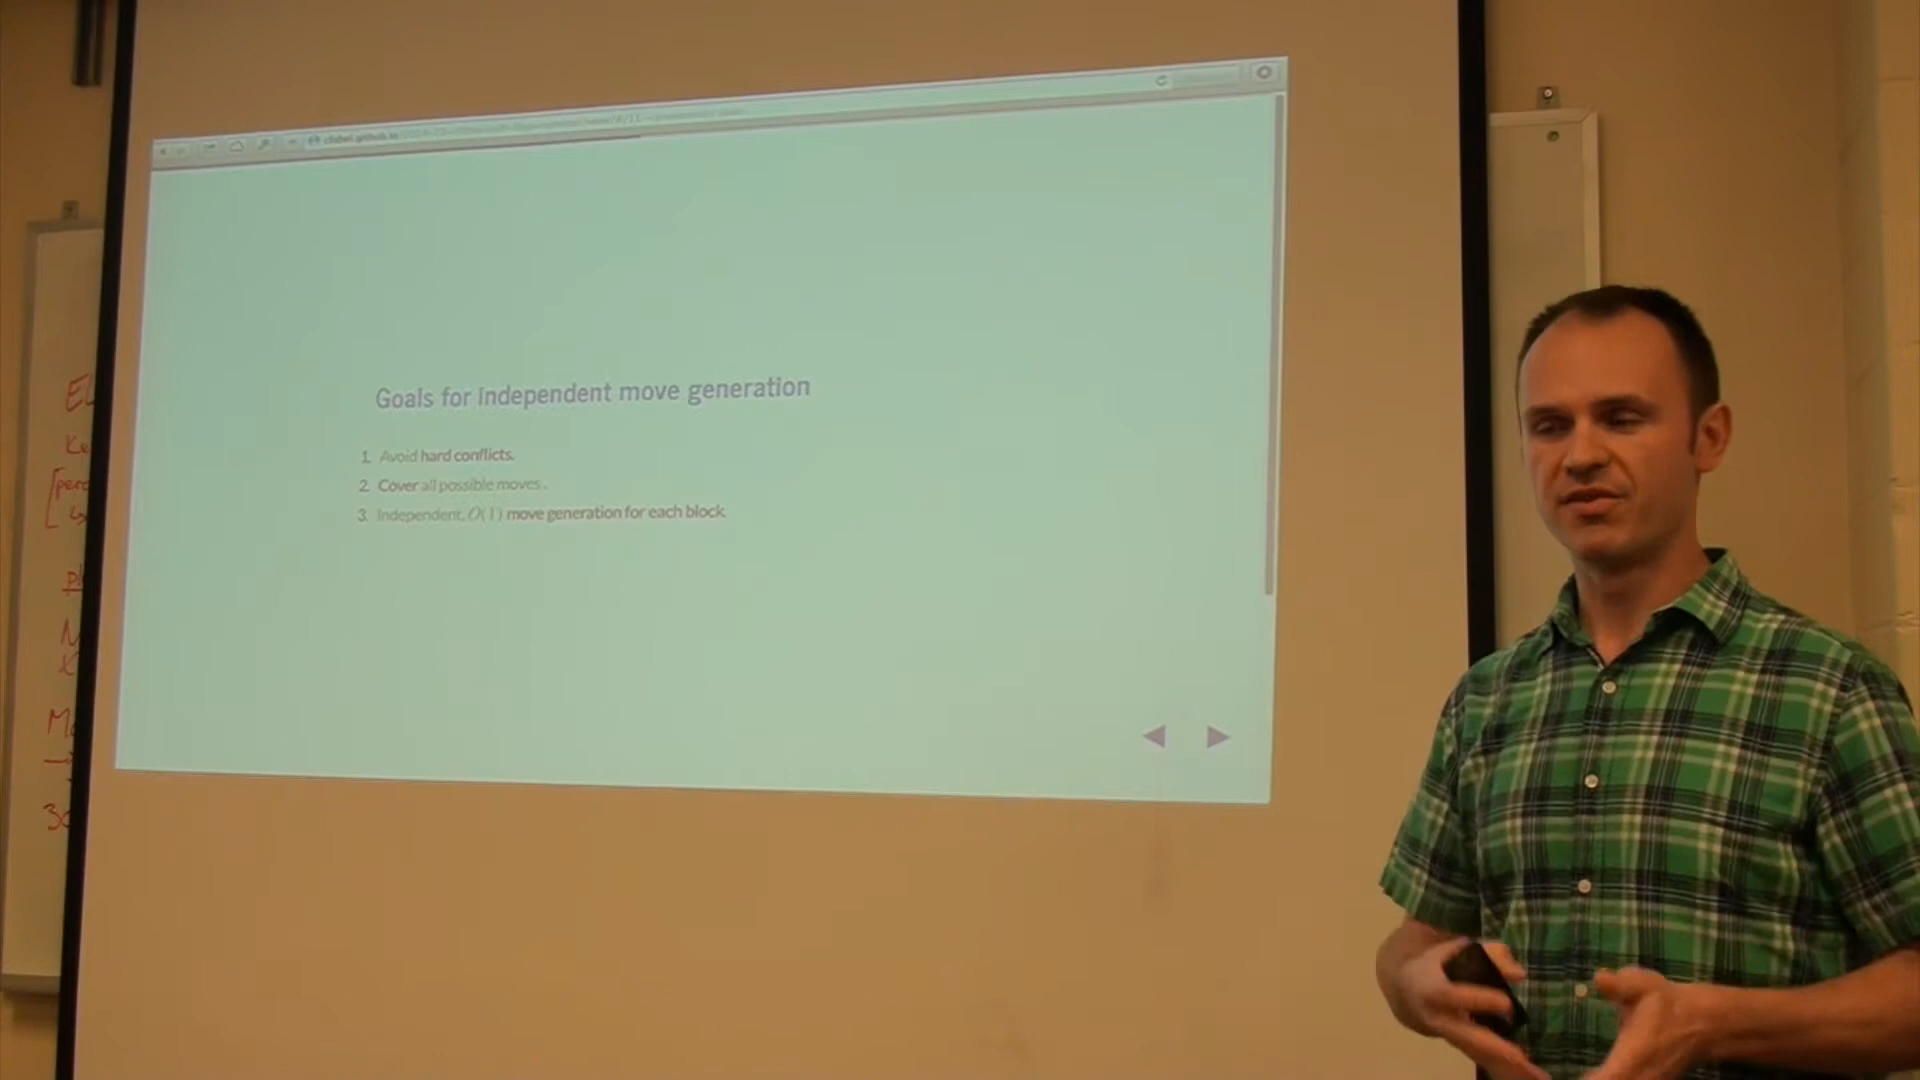 Goals for independent move generation
1. Avoid hard conflicts.
2. Cover all possible moves.
3. Independent, O(1) move generation for each block.